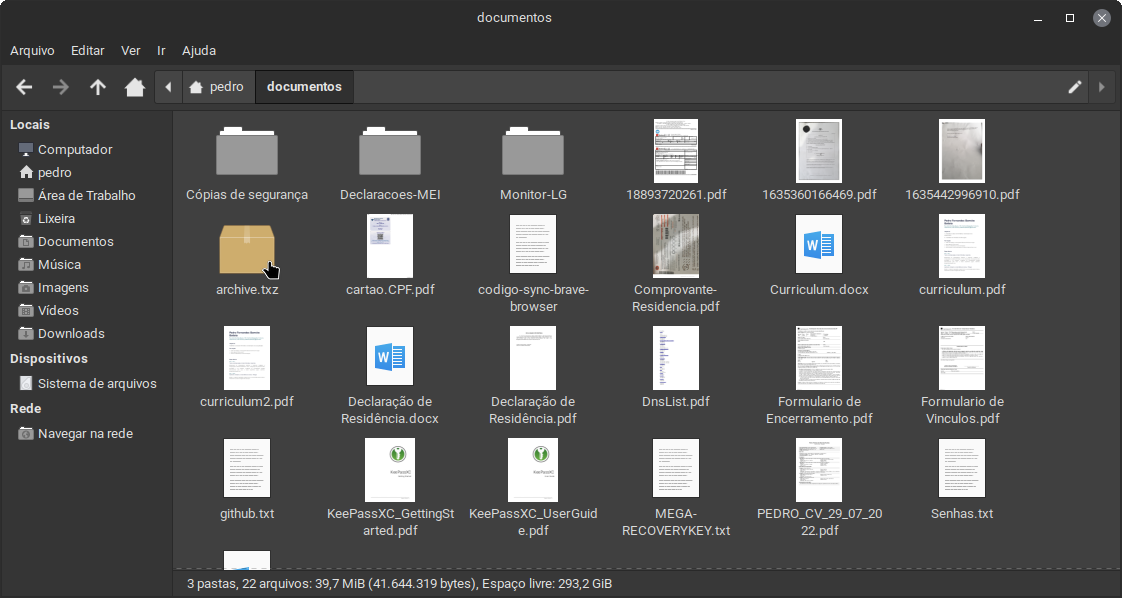 documentos
Arquivo Editar Ver Ir Ajuda
pedro documentos
Locais
Computador
pedro
Área de Trabalho
Lixeira
Documentos
Música
Imagens
Vídeos
Downloads
Dispositivos
Sistema de arquivos
Rede
Navegar na rede
Cópias de segurança Declaracoes-MEI Monitor-LG 18893720261.pdf 1635360166469.pdf 1635442996910.pdf
archive.txz cartao.CPF.pdf codigo-sync-brave-
browser Comprovante-
Residencia.pdf Curriculum.docx curriculum.pdf
curriculum2.pdf Declaração de
Residência.docx Declaração de
Residência.pdf DnsList.pdf Formulario de
Encerramento.pdf Formulario de
Vinculos.pdf
github.txt KeePassXC_GettingSt
arted.pdf KeePassXC_UserGuid
e.pdf MEGA-
RECOVERYKEY.txt PEDRO_CV_29_07_20
22.pdf Senhas.txt
3 pastas, 22 arquivos: 39,7 MiB (41.644.319 bytes), Espaço livre: 293,2 GiB